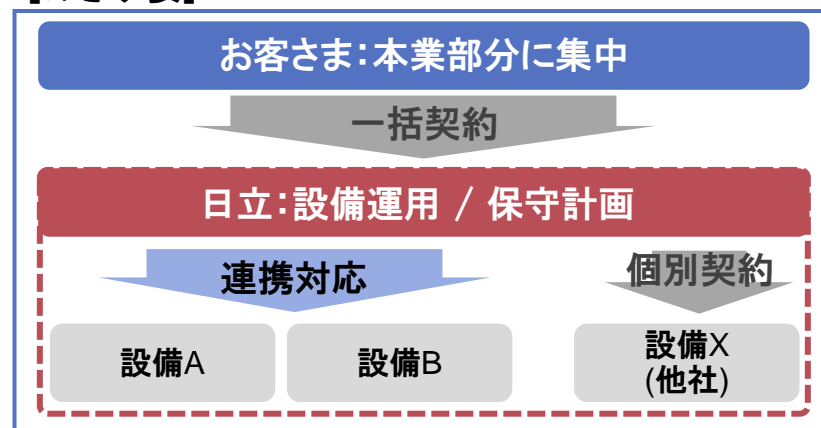 お客さま：本業部分に集中
一括契約
日立：設備運用 / 保守計画
連携対応
個別契約
設備A
設備B
設備X
(他社)